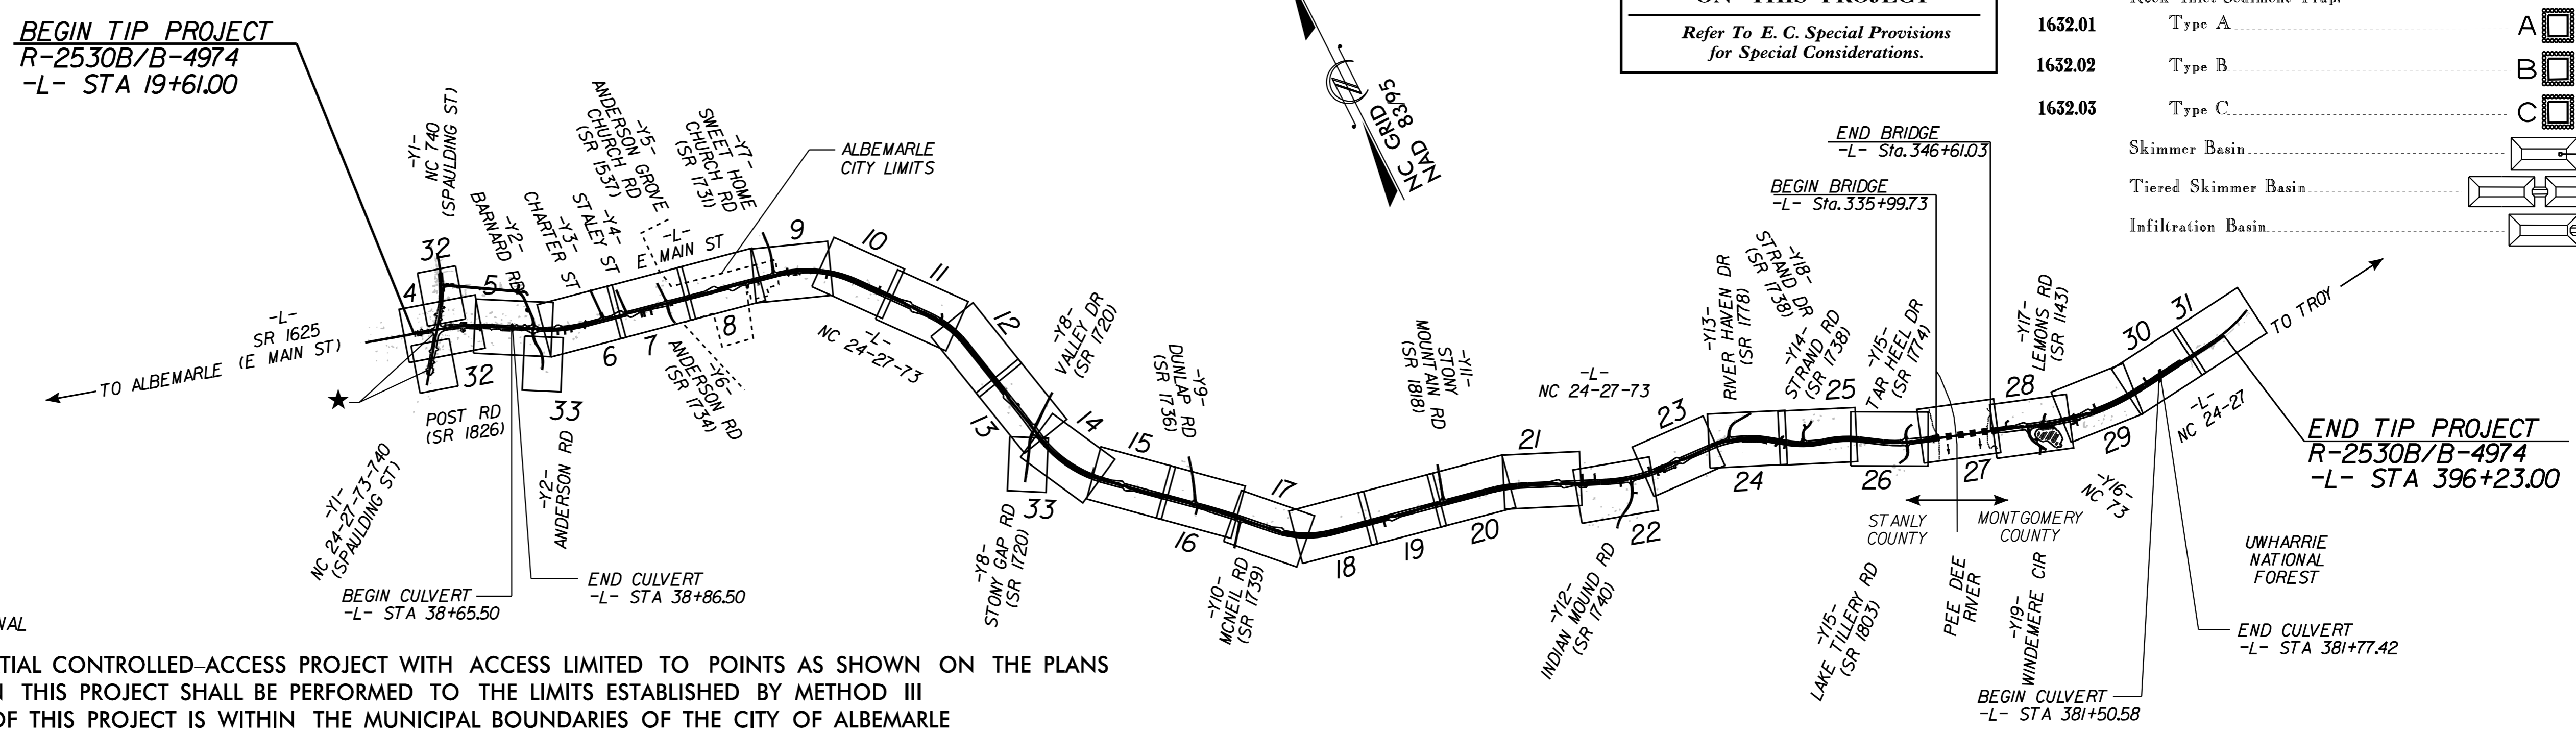 BEGIN TIP PROJECT
R-2530B/B-4974
-L- STA 19+61.00
ON THIS PROJECT
Refer To E. C. Special Provisions
for Special Considerations.
1632.01 Type A A
1632.02 Type B B
1632.03 Type C C
Skimmer Basin
Tiered Skimmer Basin
Infiltration Basin
NC GRID
NAD 83/95
-Y1-
NC 740
(SPAULDING ST)
-Y2-
BARNARD RD
-Y3-
CHARTER ST
-Y4-
STALEY ST
-Y5-
ANDERSON GROVE
CHURCH RD
(SR 1537)
-Y7-
SWEET HOME
CHURCH RD
(SR 1731)
ALBEMARLE
CITY LIMITS
-L-
E MAIN ST
END BRIDGE
-L- Sta.346+61.03
BEGIN BRIDGE
-L- Sta.335+99.73
32
4
5
6
7
8
9
10
11
12
13
14
15
16
17
18
19
20
21
22
23
24
25
26
27
28
29
30
31
32
33
33
-L-
SR 1625
(E MAIN ST)
TO ALBEMARLE
POST RD
(SR 1826)
-Y1-
NC 24-27-73-740
(SPAULDING ST)
-Y2-
ANDERSON RD
-Y6-
ANDERSON RD
(SR 1734)
BEGIN CULVERT
-L- STA 38+65.50
END CULVERT
-L- STA 38+86.50
-L-
NC 24-27-73
-Y8-
VALLEY DR
(SR 1720)
-Y8-
STONY GAP RD
(SR 1720)
-Y9-
DUNLAP RD
(SR 1736)
-Y10-
MCNEIL RD
(SR 1739)
-Y11-
STONY
MOUNTAIN RD
(SR 1818)
-L-
NC 24-27-73
-Y12-
INDIAN MOUND RD
(SR 1740)
-Y13-
RIVER HAVEN DR
(SR 1778)
-Y18-
STRAND DR
(SR 1738)
-Y14-
STRAND RD
(SR 1738)
-Y15-
TAR HEEL DR
(SR 1774)
-Y17-
LEMONS RD
(SR 1143)
STANLY
COUNTY
MONTGOMERY
COUNTY
-Y15-
LAKE TILLERY RD
(SR 1803)
PEE DEE
RIVER
-Y19-
WINDEMERE CIR
-Y16-
NC 73
-L-
NC 24-27
TO TROY
UWHARRIE
NATIONAL
FOREST
END TIP PROJECT
R-2530B/B-4974
-L- STA 396+23.00
END CULVERT
-L- STA 381+77.42
BEGIN CULVERT
-L- STA 381+50.58
NAL
TIAL CONTROLLED-ACCESS PROJECT WITH ACCESS LIMITED TO POINTS AS SHOWN ON THE PLANS
THIS PROJECT SHALL BE PERFORMED TO THE LIMITS ESTABLISHED BY METHOD III
OF THIS PROJECT IS WITHIN THE MUNICIPAL BOUNDARIES OF THE CITY OF ALBEMARLE